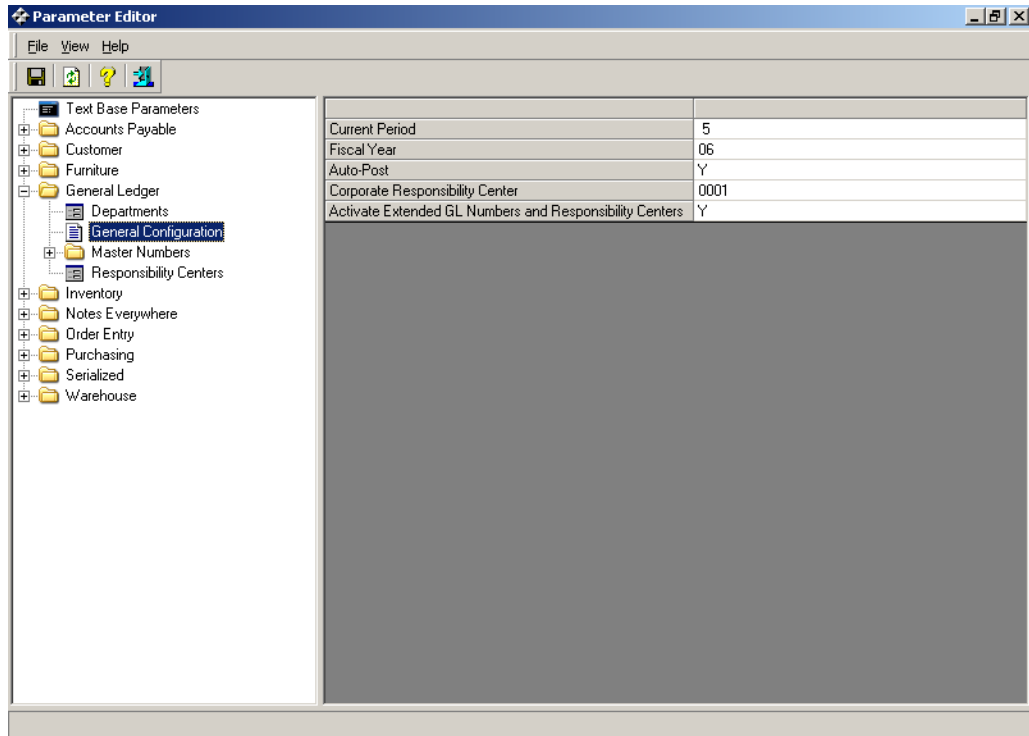 Parameter Editor
File View Help
Text Base Parameters
Accounts Payable
Customer
Furniture
General Ledger
Departments
General Configuration
Master Numbers
Responsibility Centers
Inventory
Notes Everywhere
Order Entry
Purchasing
Serialized
Warehouse
Current Period 5
Fiscal Year 06
Auto-Post Y
Corporate Responsibility Center 0001
Activate Extended GL Numbers and Responsibility Centers Y